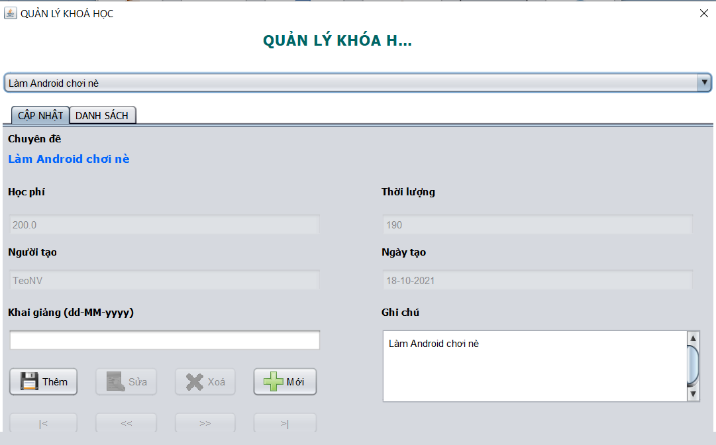 QUẢN LÝ KHOÁ HỌC
QUẢN LÝ KHÓA H...
Làm Android chơi nè
CẬP NHẬT DANH SÁCH
Chuyên đề
Làm Android chơi nè
Học phí Thời lượng
200.0 190
Người tạo Ngày tạo
TeoNV 18-10-2021
Khai giảng (dd-MM-yyyy) Ghi chú
Làm Android chơi nè
Thêm Sửa Xoá Mới
|< << >> >|